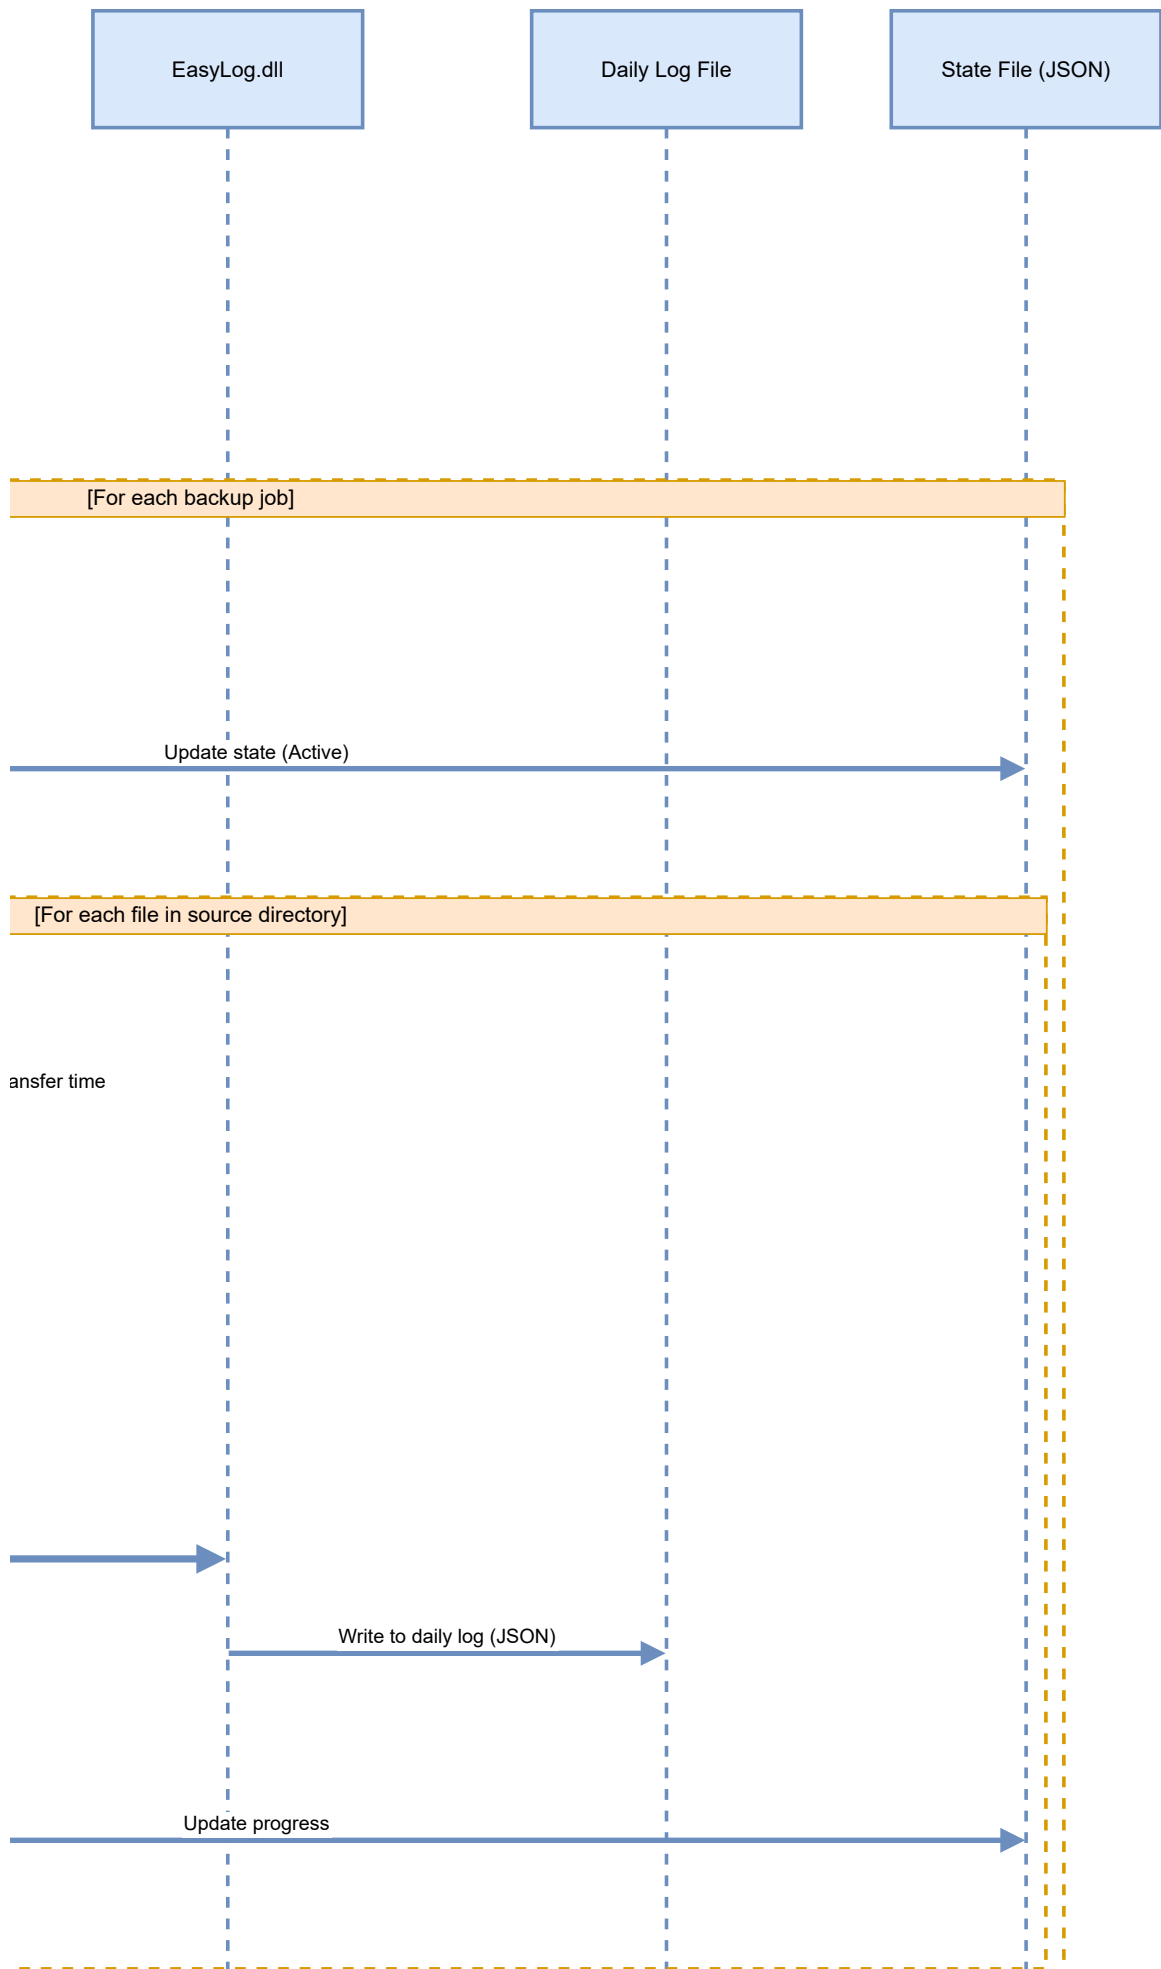 EasyLog.dll
Daily Log File
State File (JSON)
[For each backup job]
Update state (Active)
[For each file in source directory]
ansfer time
Write to daily log (JSON)
Update progress